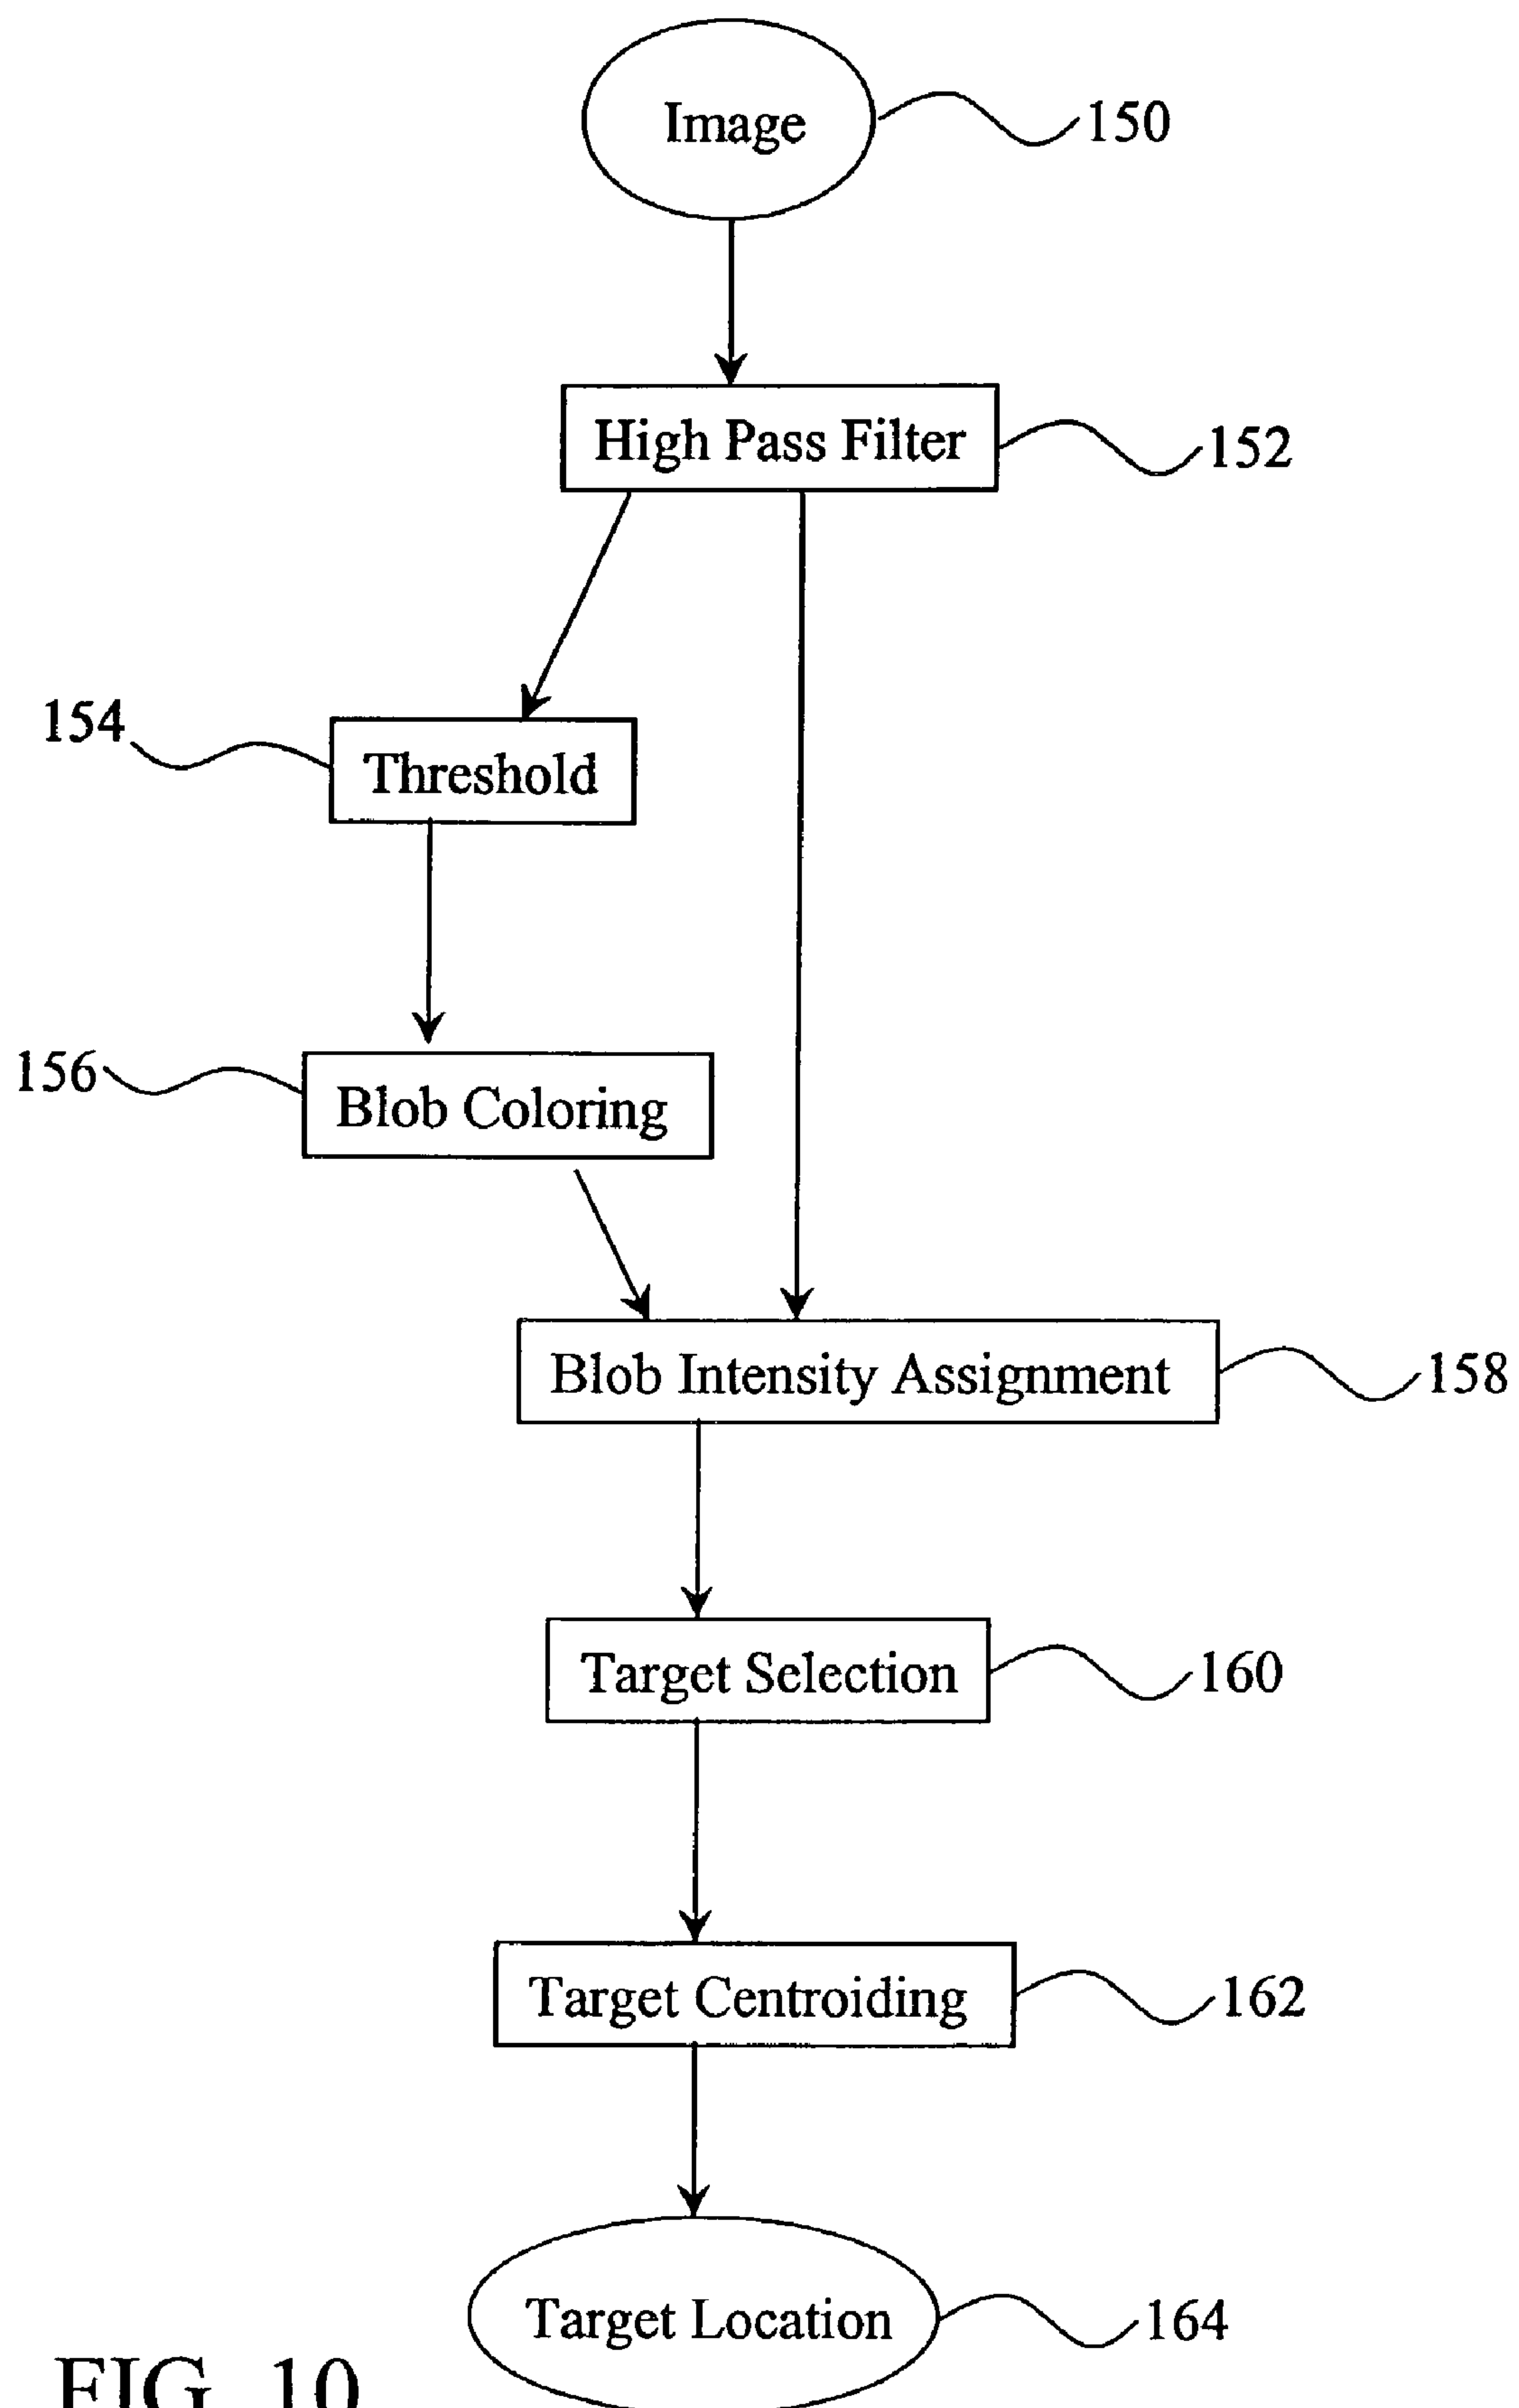 Image
150
High Pass Filter
152
154
Threshold
156
Blob Coloring
Blob Intensity Assignment
158
Target Selection
160
Target Centroiding
162
Target Location
164
FIG. 10